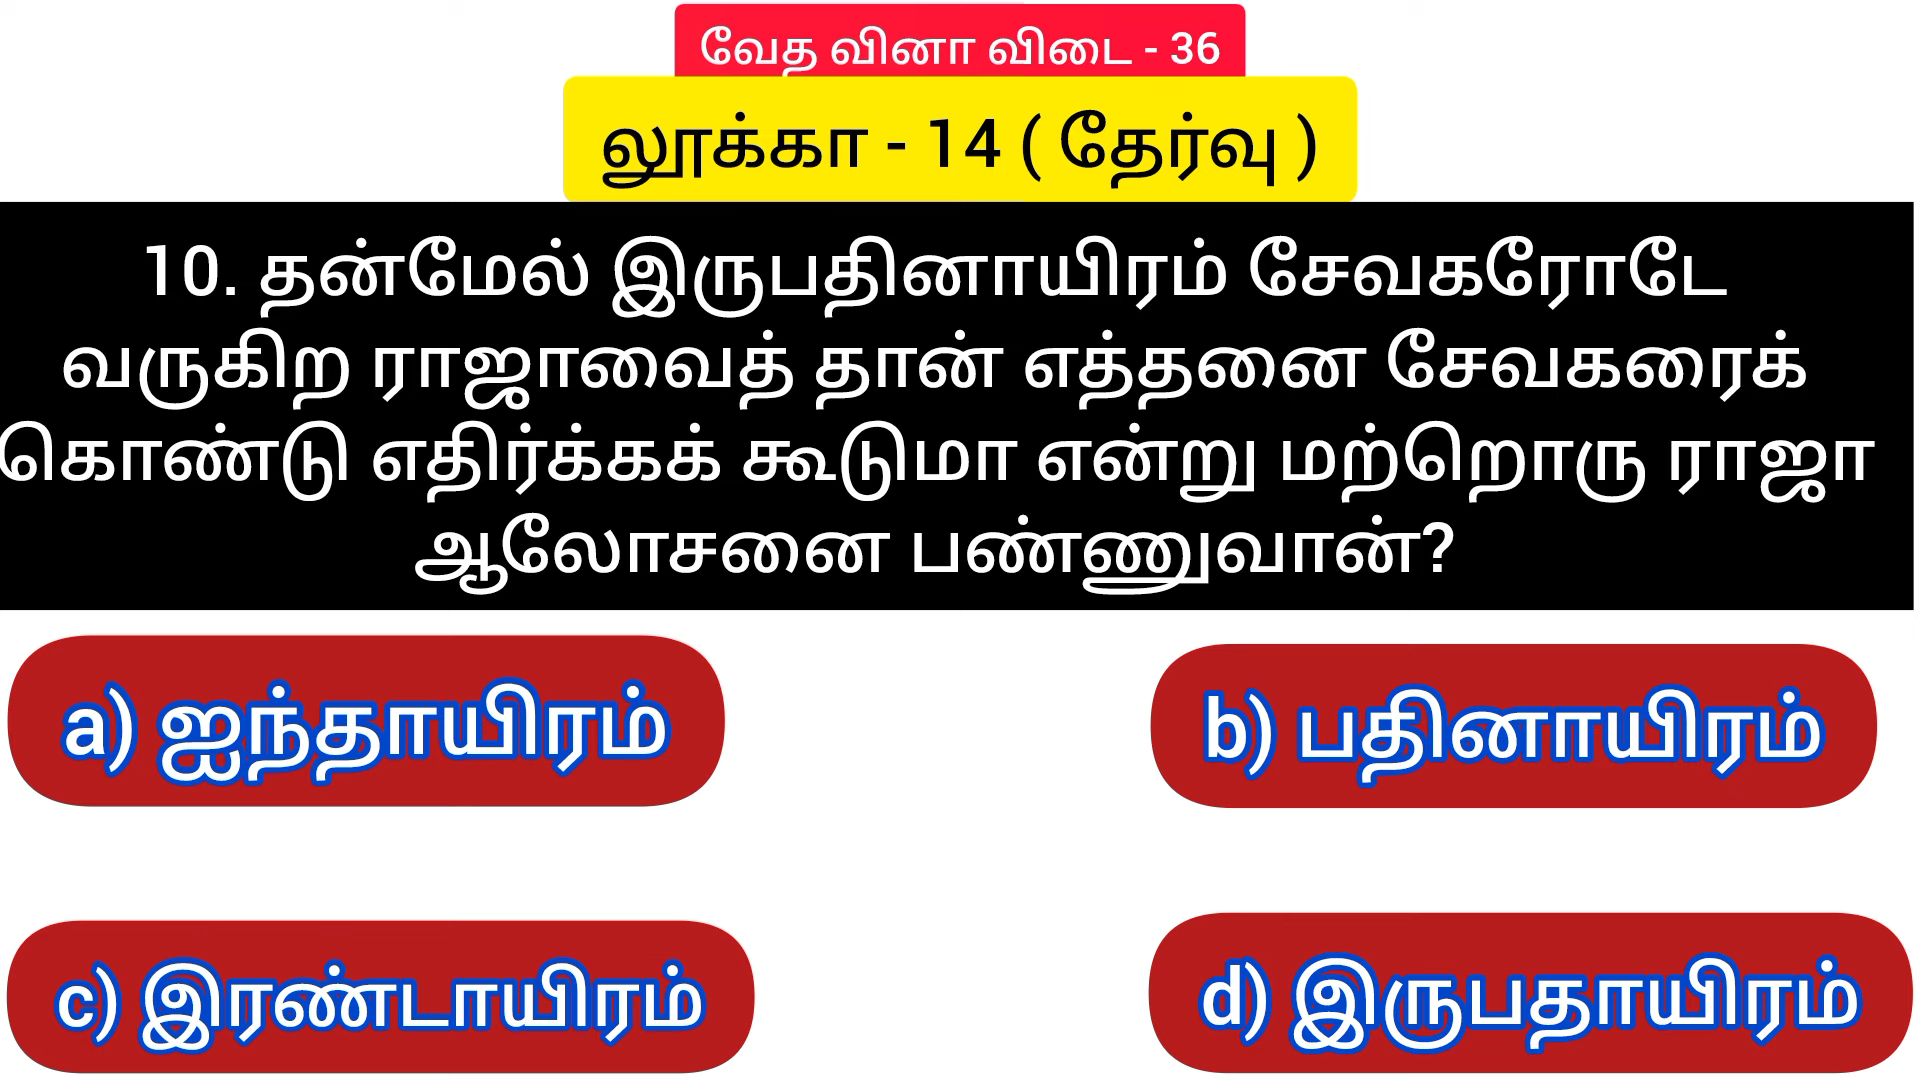 வேத வினா விடை - 36
லூக்கா - 14 ( தேர்வு )
10. தன்மேல் இருபதினாயிரம் சேவகரோடே
வருகிற ராஜாவைத் தான் எத்தனை சேவகரைக்
கொண்டு எதிர்க்கக் கூடுமா என்று மற்றொரு ராஜா
ஆலோசனை பண்ணுவான்?
a) ஐந்தாயிரம்
b) பதினாயிரம்
c) இரண்டாயிரம்
d) இருபதாயிரம்